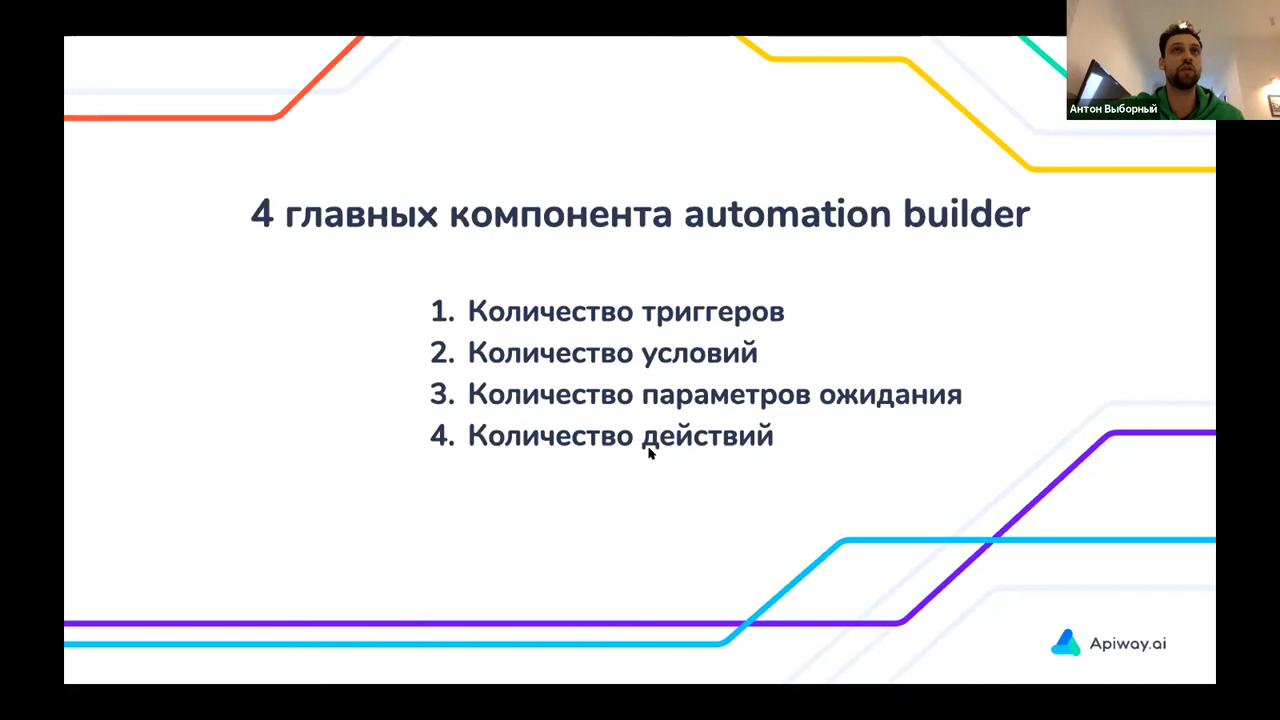 Антон Выборный
4 главных компонента automation builder
1. Количество триггеров
2. Количество условий
3. Количество параметров ожидания
4. Количество действий
Apiway.ai